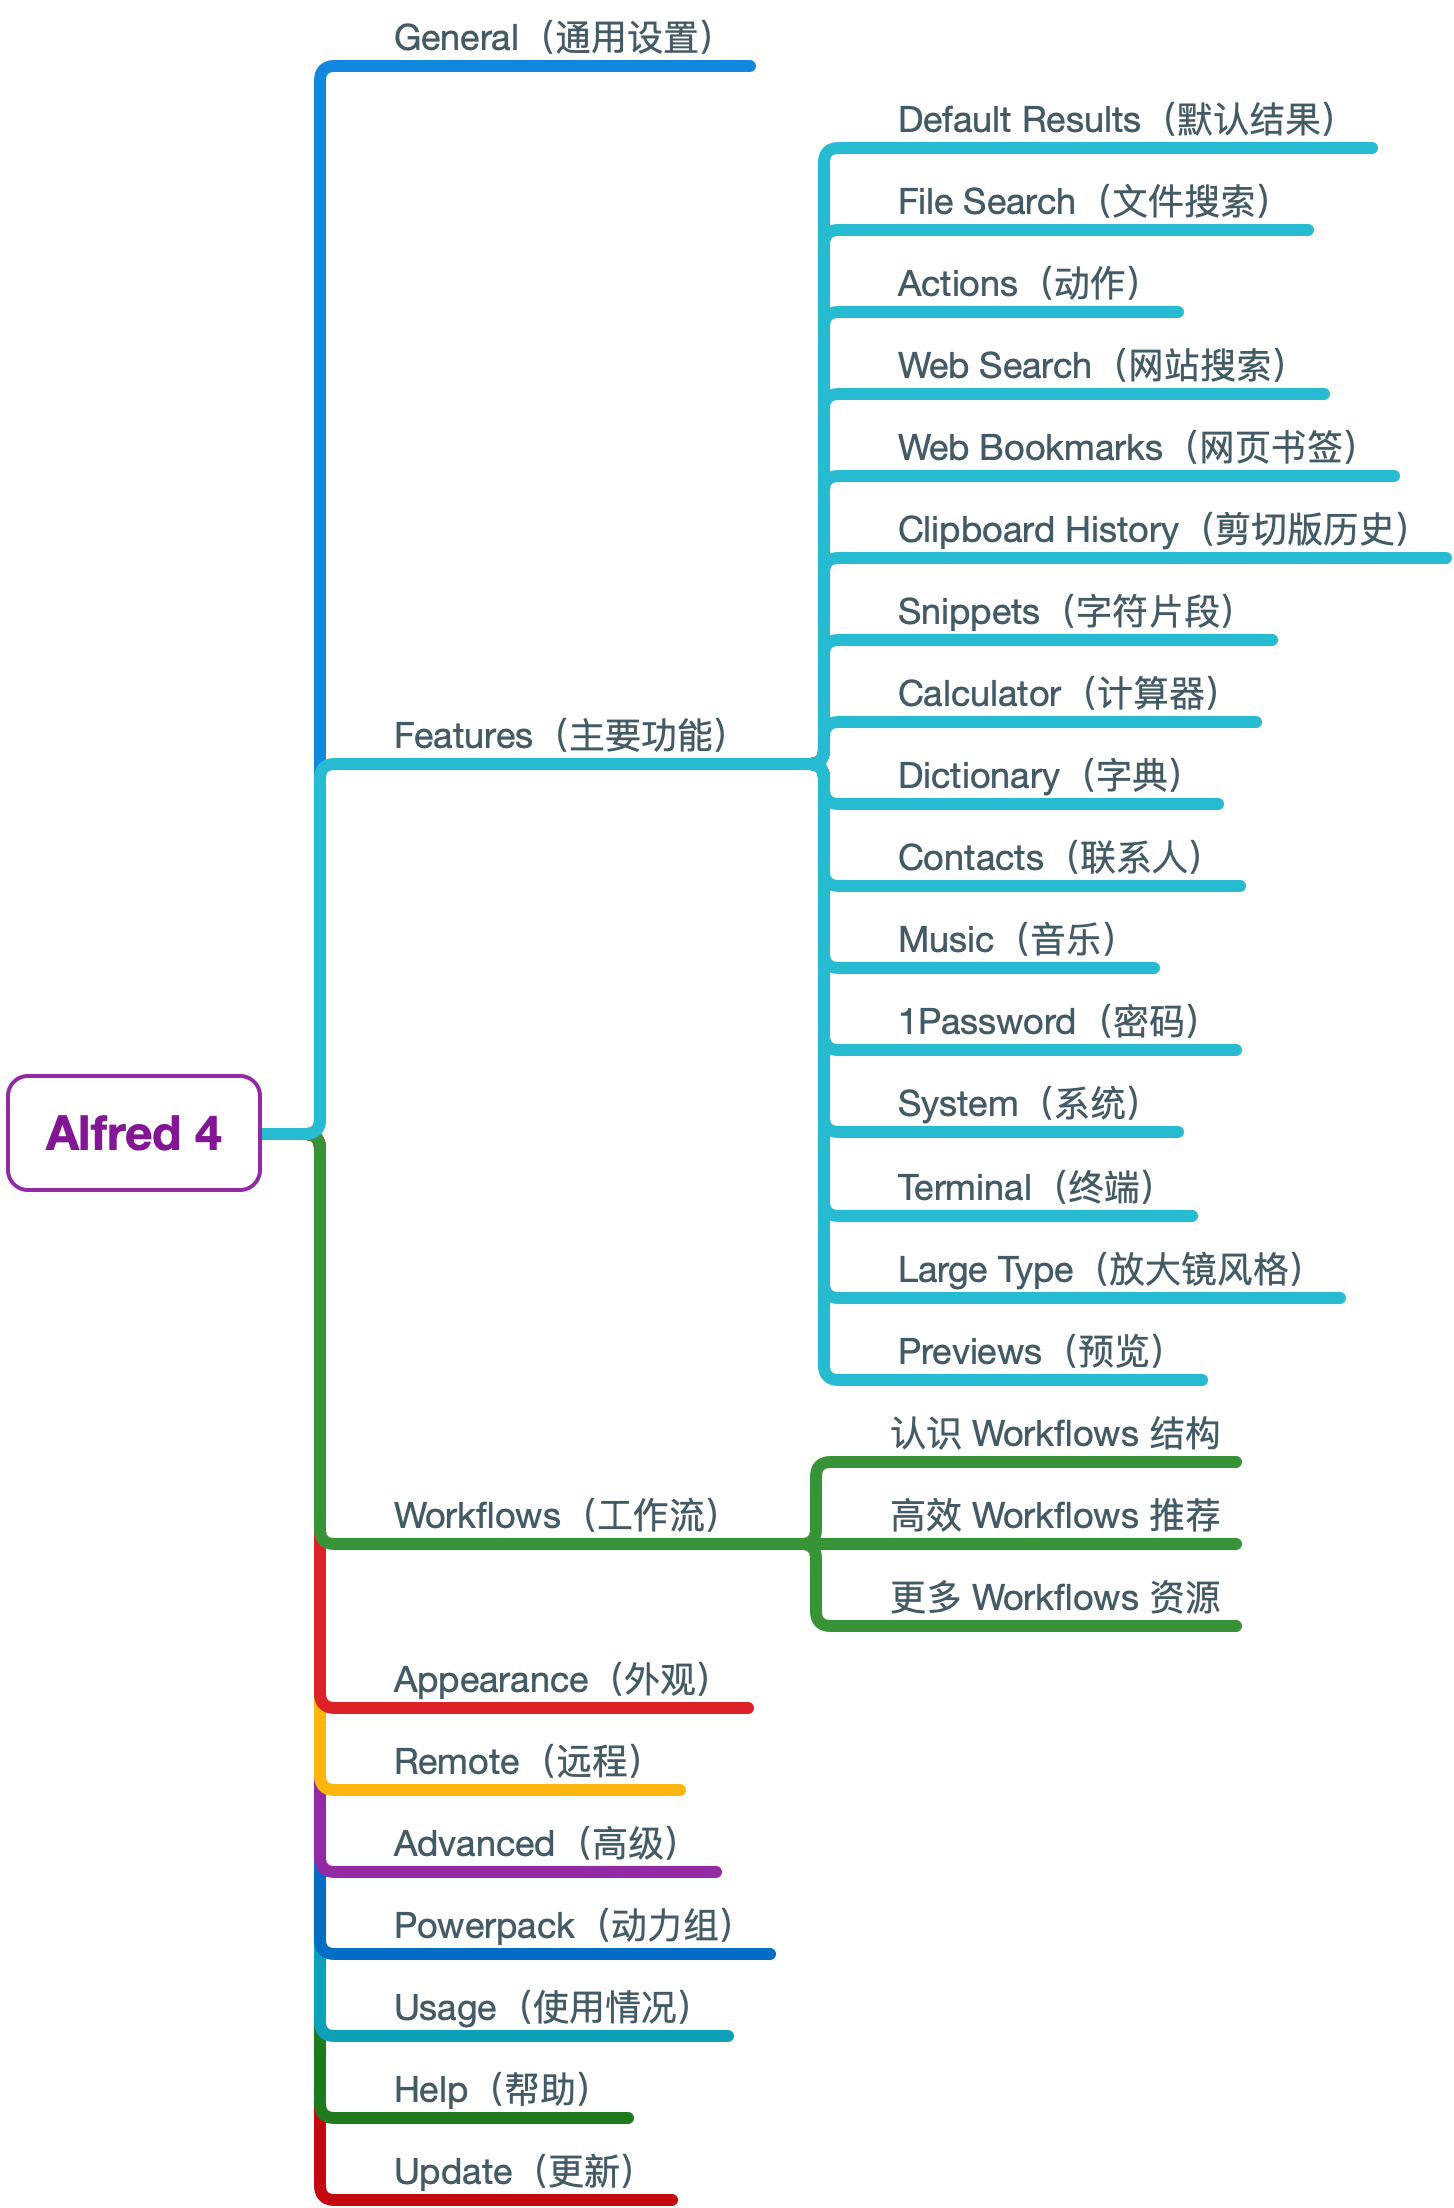 General（通用设置）
Default Results（默认结果）
File Search（文件搜索）
Actions（动作）
Web Search（网站搜索）
Web Bookmarks（网页书签）
Clipboard History（剪切版历史）
Snippets（字符片段）
Calculator（计算器）
Features（主要功能）
Dictionary（字典）
Contacts（联系人）
Music（音乐）
1Password（密码）
System（系统）
Alfred 4
Terminal（终端）
Large Type（放大镜风格）
Previews（预览）
认识 Workflows 结构
Workflows（工作流）
高效 Workflows 推荐
更多 Workflows 资源
Appearance（外观）
Remote（远程）
Advanced（高级）
Powerpack（动力组）
Usage（使用情况）
Help（帮助）
Update（更新）